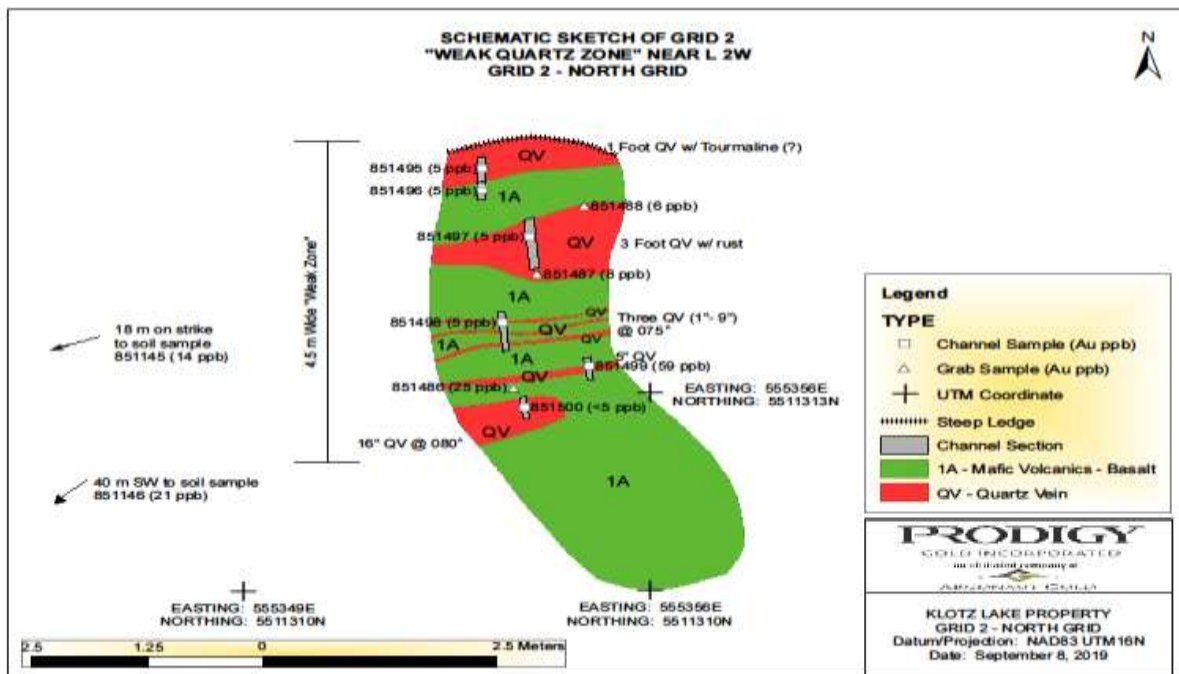 SCHEMATIC SKETCH OF GRID 2
"WEAK QUARTZ ZONE" NEAR L 2W
GRID 2 - NORTH GRID
N
1 Foot QV w/ Tourmaline (?)
QV
851495 (5 ppb)
851496 (5 ppb)
1A
851488 (6 ppb)
851497 (5 ppb)
QV
3 Foot QV w/ rust
851487 (8 ppb)
4.5 m Wide "Weak Zone"
1A
QV
Three QV (1"- 9")
@ 075°
851498 (5 ppb)
QV
1A
QV
1A
5" QV
851499 (59 ppb)
QV
851486 (25 ppb)
851500 (<5 ppb)
QV
16" QV @ 080°
1A
18 m on strike
to soil sample
851145 (14 ppb)
40 m SW to soil sample
851146 (21 ppb)
EASTING: 555356E
NORTHING: 5511313N
EASTING: 555349E
NORTHING: 5511310N
EASTING: 555356E
NORTHING: 5511310N
2.5 1.25 0 2.5 Meters
Legend
TYPE
Channel Sample (Au ppb)
Grab Sample (Au ppb)
UTM Coordinate
Steep Ledge
Channel Section
1A - Mafic Volcanics - Basalt
QV - Quartz Vein
PRODIGY
GOLD INCORPORATED
ARGONAUT GOLD
KLOTZ LAKE PROPERTY
GRID 2 - NORTH GRID
Datum/Projection: NAD83 UTM16N
Date: September 8, 2019